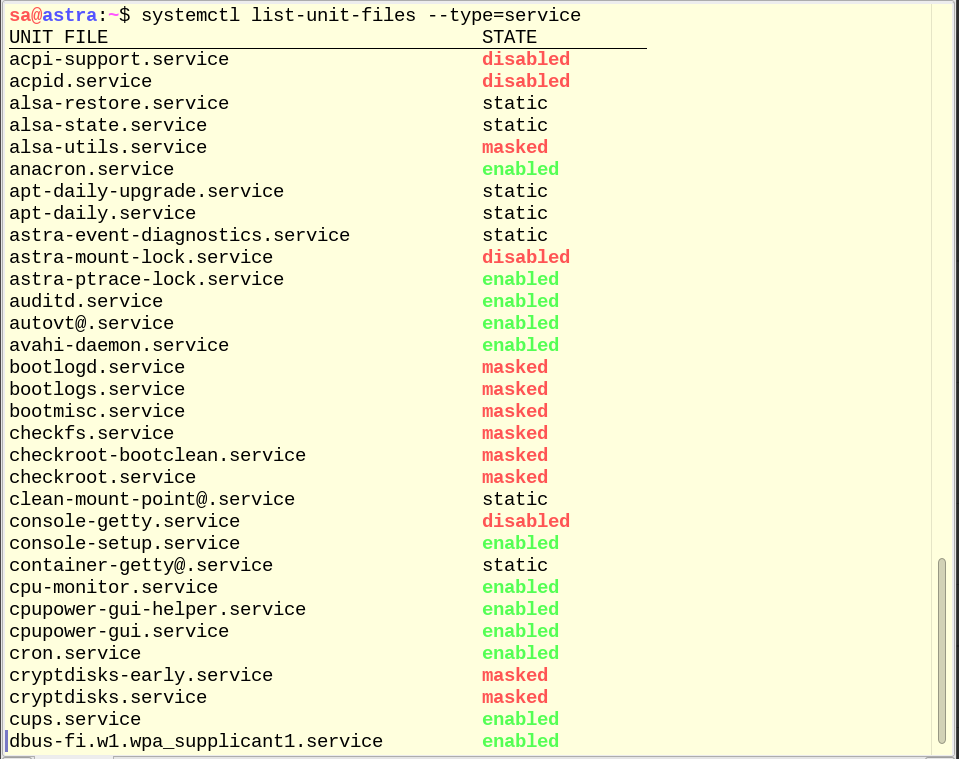 sa@astra:~$ systemctl list-unit-files --type=service
UNIT FILE                                  STATE
acpi-support.service                       disabled
acpid.service                              disabled
alsa-restore.service                       static
alsa-state.service                         static
alsa-utils.service                         masked
anacron.service                            enabled
apt-daily-upgrade.service                  static
apt-daily.service                          static
astra-event-diagnostics.service            static
astra-mount-lock.service                   disabled
astra-ptrace-lock.service                  enabled
auditd.service                             enabled
autovt@.service                            enabled
avahi-daemon.service                       enabled
bootlogd.service                           masked
bootlogs.service                           masked
bootmisc.service                           masked
checkfs.service                            masked
checkroot-bootclean.service                masked
checkroot.service                          masked
clean-mount-point@.service                 static
console-getty.service                      disabled
console-setup.service                      enabled
container-getty@.service                   static
cpu-monitor.service                        enabled
cpupower-gui-helper.service                enabled
cpupower-gui.service                       enabled
cron.service                               enabled
cryptdisks-early.service                   masked
cryptdisks.service                         masked
cups.service                               enabled
dbus-fi.w1.wpa_supplicant1.service         enabled